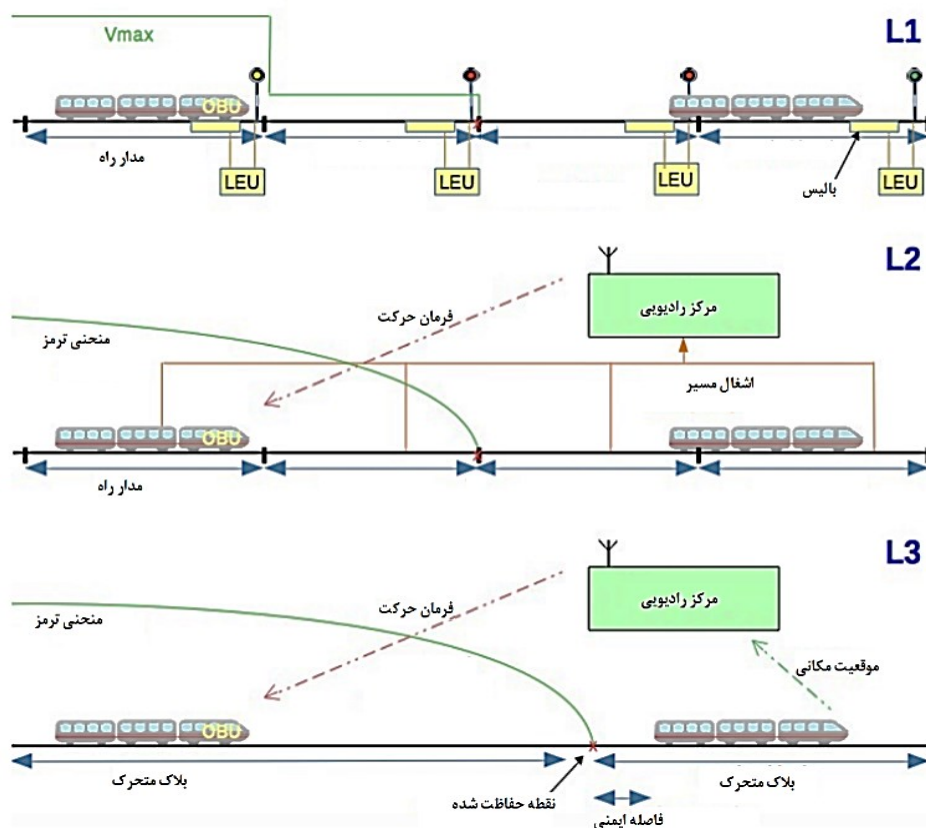 L1
Vmax
OBU
مدار راه
LEU
LEU
LEU
LEU
بالیس
L2
مرکز رادیویی
فرمان حرکت
منحنی ترمز
اشغال مسیر
OBU
مدار راه
L3
مرکز رادیویی
فرمان حرکت
منحنی ترمز
موقعیت مکانی
OBU
بلاک متحرک
بلاک متحرک
نقطه حفاظت شده
فاصله ایمنی